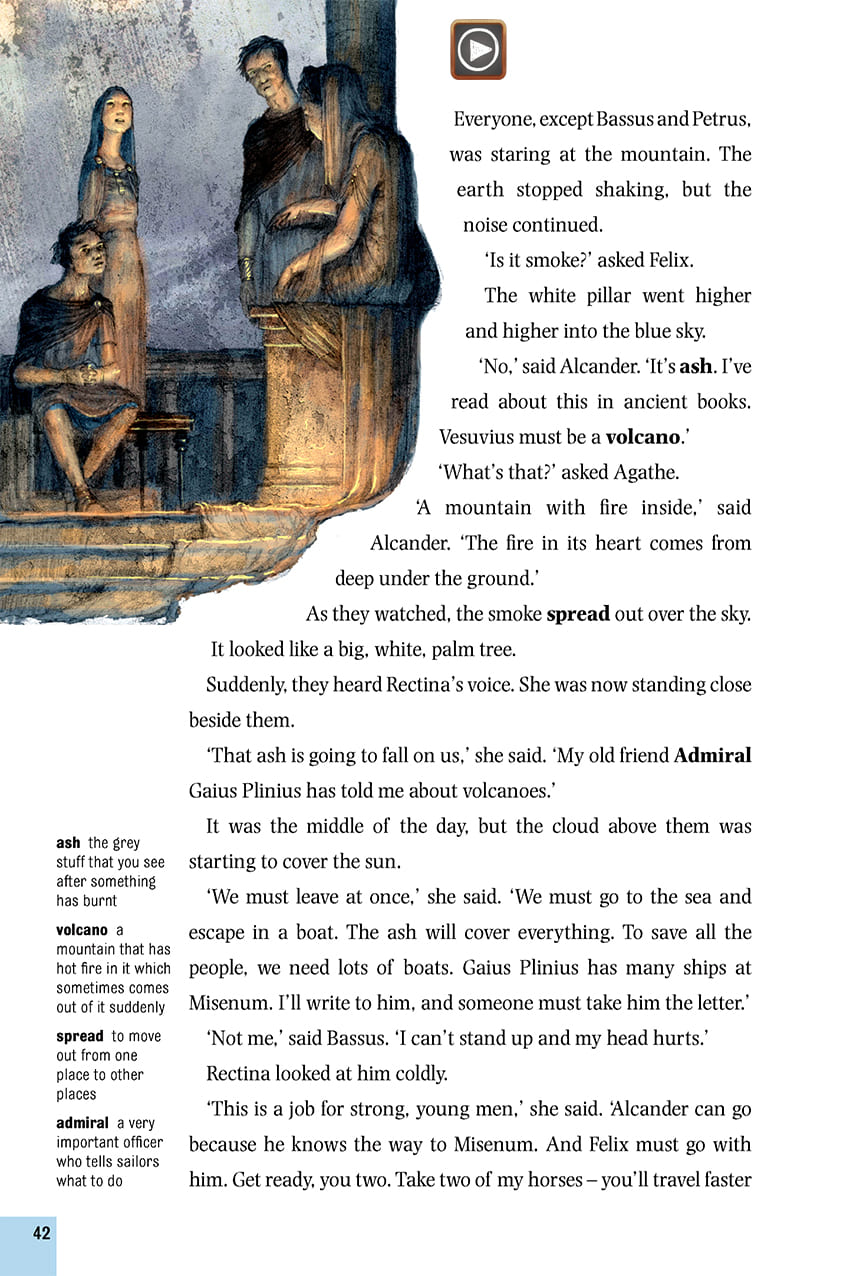 Everyone, except Bassus and Petrus,
was staring at the mountain. The
earth stopped shaking, but the
noise continued.
‘Is it smoke?’ asked Felix.
The white pillar went higher
and higher into the blue sky.
‘No,’ said Alcander. ‘It’s ash. I’ve
read about this in ancient books.
Vesuvius must be a volcano.’
‘What’s that?’ asked Agathe.
‘A mountain with fire inside,’ said
Alcander. ‘The fire in its heart comes from
deep under the ground.’
As they watched, the smoke spread out over the sky.
It looked like a big, white, palm tree.
Suddenly, they heard Rectina’s voice. She was now standing close
beside them.
‘That ash is going to fall on us,’ she said. ‘My old friend Admiral
Gaius Plinius has told me about volcanoes.’
It was the middle of the day, but the cloud above them was
starting to cover the sun.
‘We must leave at once,’ she said. ‘We must go to the sea and
escape in a boat. The ash will cover everything. To save all the
people, we need lots of boats. Gaius Plinius has many ships at
Misenum. I’ll write to him, and someone must take him the letter.’
‘Not me,’ said Bassus. ‘I can’t stand up and my head hurts.’
Rectina looked at him coldly.
‘This is a job for strong, young men,’ she said. ‘Alcander can go
because he knows the way to Misenum. And Felix must go with
him. Get ready, you two. Take two of my horses – you’ll travel faster
ash the grey
stuff that you see
after something
has burnt
volcano a
mountain that has
hot fire in it which
sometimes comes
out of it suddenly
spread to move
out from one
place to other
places
admiral a very
important officer
who tells sailors
what to do
42